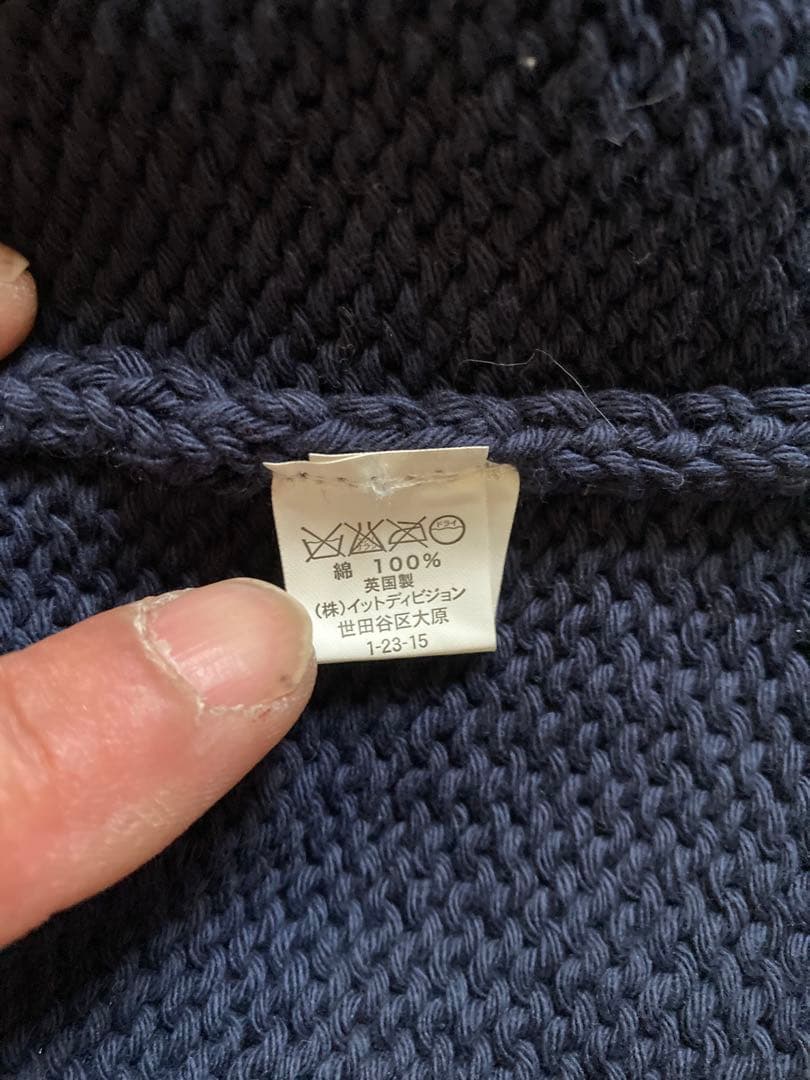 ドライ
綿 100%
英国製
(株)イットディビジョン
世田谷区大原
1-23-15